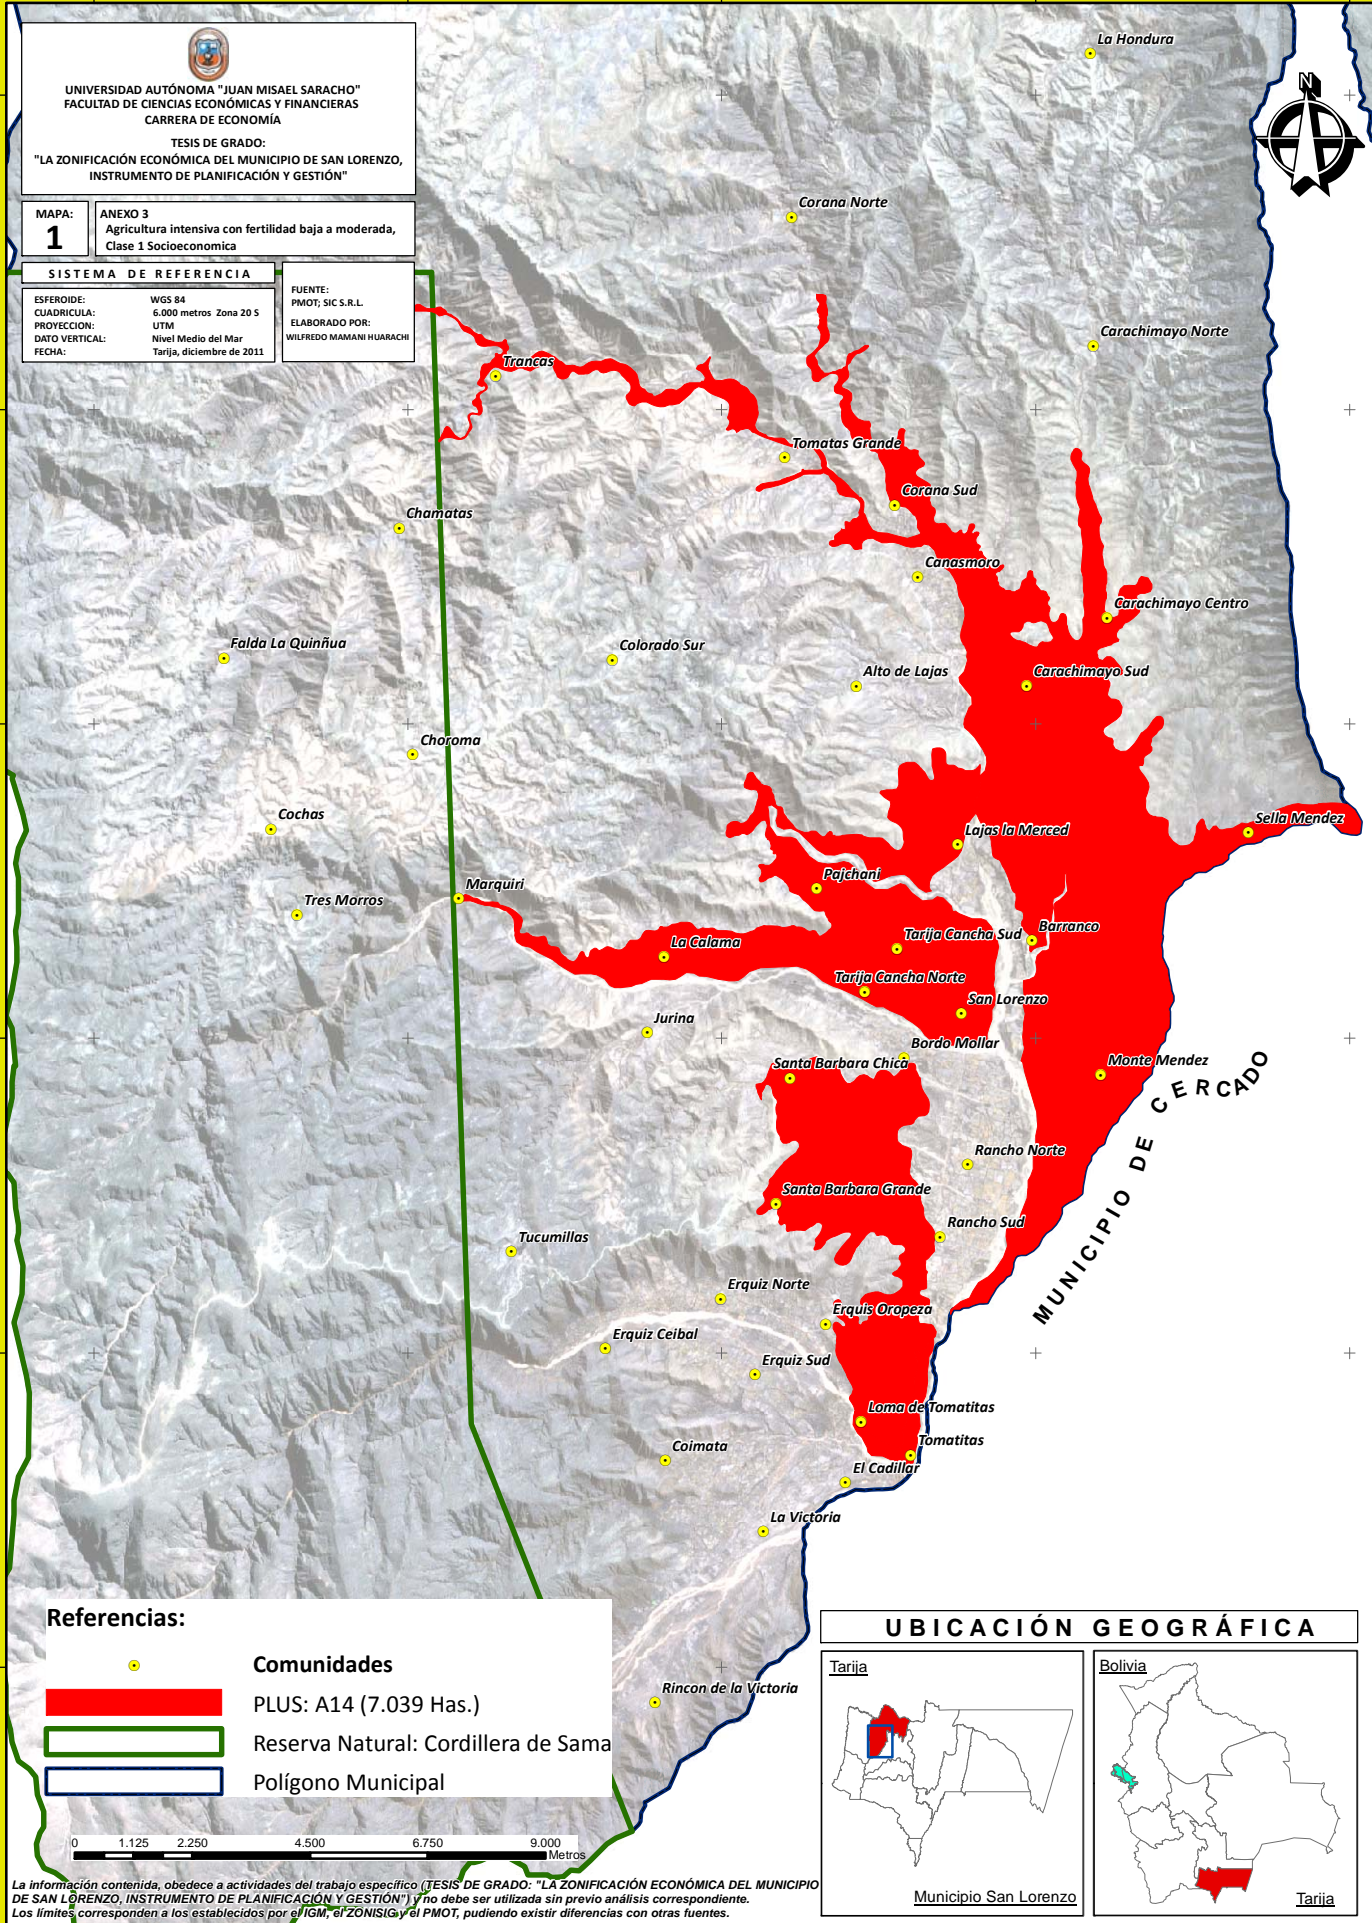 UNIVERSIDAD AUTÓNOMA "JUAN MISAEL SARACHO"
FACULTAD DE CIENCIAS ECONÓMICAS Y FINANCIERAS
CARRERA DE ECONOMÍA
TESIS DE GRADO:
"LA ZONIFICACIÓN ECONÓMICA DEL MUNICIPIO DE SAN LORENZO,
INSTRUMENTO DE PLANIFICACIÓN Y GESTIÓN"
MAPA:
1
ANEXO 3
Agricultura intensiva con fertilidad baja a moderada,
Clase 1 Socioeconomica
SISTEMA DE REFERENCIA
ESFEROIDE: WGS 84
CUADRICULA: 6.000 metros Zona 20 S
PROYECCION: UTM
DATO VERTICAL: Nivel Medio del Mar
FECHA: Tarija, diciembre de 2011
FUENTE:
PMOT; SIC S.R.L.
ELABORADO POR:
WILFREDO MAMANI HUARACHI
N
La Hondura
Corana Norte
Carachimayo Norte
Trancas
Tomatas Grande
Corana Sud
Chamatas
Canasmoro
Carachimayo Centro
Falda La Quinñua
Colorado Sur
Alto de Lajas
Carachimayo Sud
Choroma
Cochas
Sella Mendez
Lajas la Merced
Pajchani
Marquiri
Tres Morros
La Calama
Tarija Cancha Sud
Barranco
Tarija Cancha Norte
San Lorenzo
Jurina
Bordo Mollar
Santa Barbara Chica
Monte Mendez
MUNICIPIO DE CERCADO
Rancho Norte
Santa Barbara Grande
Rancho Sud
Tucumillas
Erquiz Norte
Erquis Oropeza
Erquiz Ceibal
Erquiz Sud
Loma de Tomatitas
Coimata
Tomatitas
El Cadillar
La Victoria
Rincon de la Victoria
Referencias:
Comunidades
PLUS: A14 (7.039 Has.)
Reserva Natural: Cordillera de Sama
Polígono Municipal
0 1.125 2.250 4.500 6.750 9.000
Metros
UBICACIÓN GEOGRÁFICA
Tarija
Municipio San Lorenzo
Bolivia
Tarija
La información contenida, obedece a actividades del trabajo específico (TESIS DE GRADO: "LA ZONIFICACIÓN ECONÓMICA DEL MUNICIPIO
DE SAN LORENZO, INSTRUMENTO DE PLANIFICACIÓN Y GESTIÓN") y no debe ser utilizada sin previo análisis correspondiente.
Los límites corresponden a los establecidos por el IGM, el ZONISIG y el PMOT, pudiendo existir diferencias con otras fuentes.